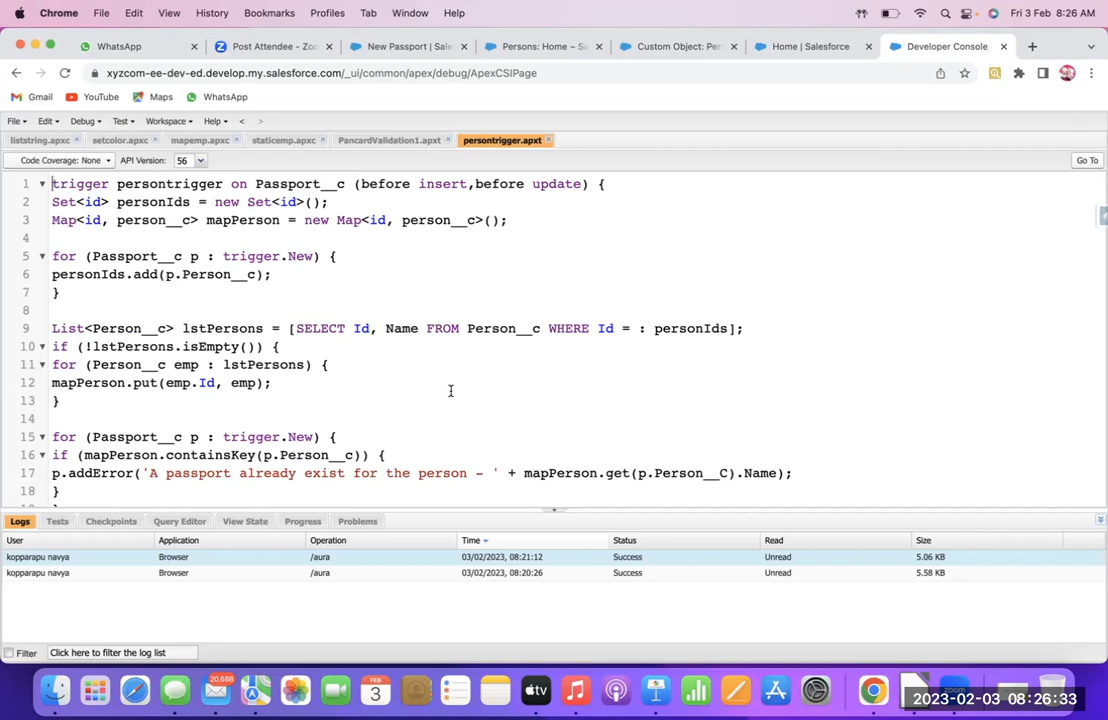 Chrome File Edit View History Bookmarks Profiles Tab Window Help Fri 3 Feb 8:26 AM
WhatsApp Post Attendee - Zoo New Passport | Sales Persons: Home ~ Sa Custom Object: Pers Home | Salesforce Developer Console
xyzcom-ee-dev-ed.develop.my.salesforce.com/_ui/common/apex/debug/ApexCSIPage
Gmail YouTube Maps WhatsApp
File Edit Debug Test Workspace Help < >
liststring.apxc setcolor.apxc mapemp.apxc staticemp.apxc PancardValidation1.apxt persontrigger.apxt
Code Coverage: None API Version: 56 Go To
1 trigger persontrigger on Passport__c (before insert,before update) {
2 Set<id> personIds = new Set<id>();
3 Map<id, person__c> mapPerson = new Map<id, person__c>();
4
5 for (Passport__c p : trigger.New) {
6 personIds.add(p.Person__c);
7 }
8
9 List<Person__c> lstPersons = [SELECT Id, Name FROM Person__c WHERE Id = : personIds];
10 if (!lstPersons.isEmpty()) {
11 for (Person__c emp : lstPersons) {
12 mapPerson.put(emp.Id, emp);
13 }
14
15 for (Passport__c p : trigger.New) {
16 if (mapPerson.containsKey(p.Person__c)) {
17 p.addError('A passport already exist for the person - ' + mapPerson.get(p.Person__C).Name);
18 }
Logs Tests Checkpoints Query Editor View State Progress Problems
User Application Operation Time Status Read Size
kopparapu navya Browser /aura 03/02/2023, 08:21:12 Success Unread 5.06 KB
kopparapu navya Browser /aura 03/02/2023, 08:20:26 Success Unread 5.58 KB
Filter Click here to filter the log list
20,688
FEB
3
tv
2023-02-03 08:26:33